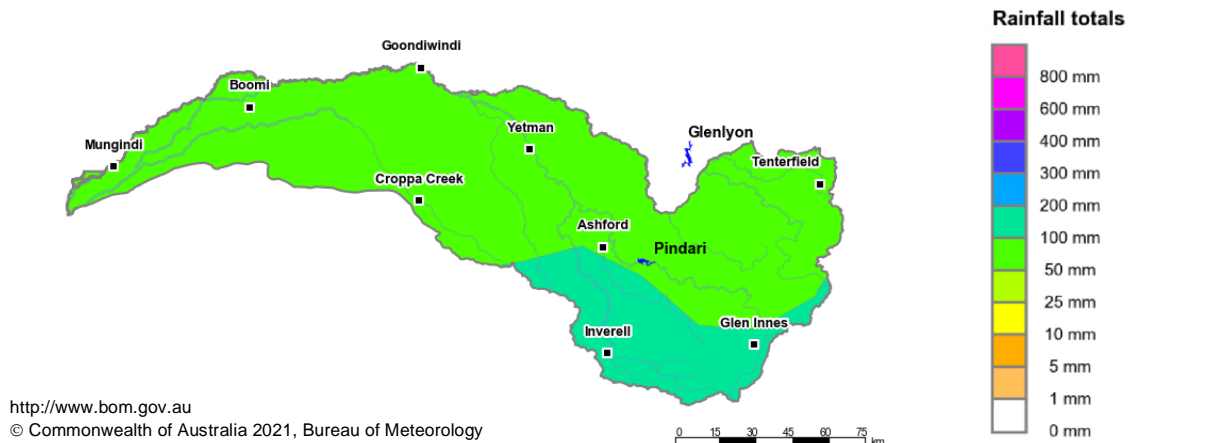 Rainfall totals
Goondiwindi
800 mm
Boomi
600 mm
Yetman
Glenlyon
400 mm
Mungindi
Tenterfield
300 mm
Croppa Creek
200 mm
Ashford
100 mm
Pindari
50 mm
25 mm
Glen Innes
Inverell
10 mm
5 mm
1 mm
http://www.bom.gov.au
© Commonwealth of Australia 2021, Bureau of Meteorology
0 15 30 45 60 75
km
0 mm